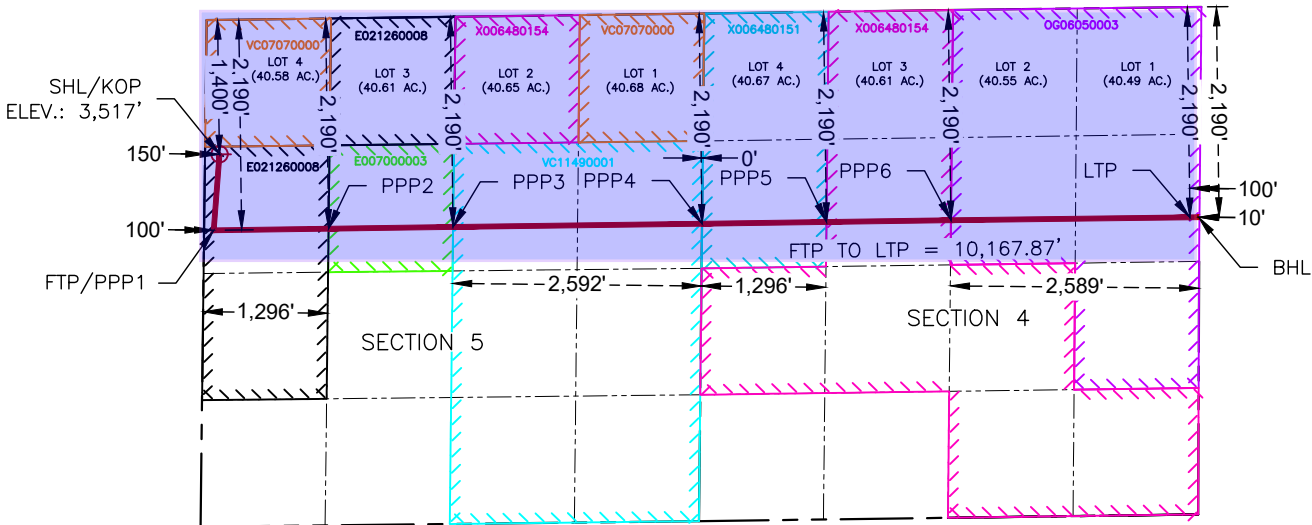 VC07070000
E021260008
X006480154
VC07070000
X006480151
X006480154
OG06050003
LOT 4
(40.58 AC.)
LOT 3
(40.61 AC.)
LOT 2
(40.65 AC.)
LOT 1
(40.68 AC.)
LOT 4
(40.67 AC.)
LOT 3
(40.61 AC.)
LOT 2
(40.55 AC.)
LOT 1
(40.49 AC.)
1,400'
2,190'
2,190'
2,190'
2,190'
2,190'
2,190'
2,190'
2,190'
SHL/KOP
ELEV.: 3,517'
150'
E021260008
E007000003
VC11490001
0'
PPP2
PPP3
PPP4
PPP5
PPP6
LTP
100'
10'
100'
FTP TO LTP = 10,167.87'
FTP/PPP1
BHL
1,296'
2,592'
1,296'
2,589'
SECTION 5
SECTION 4